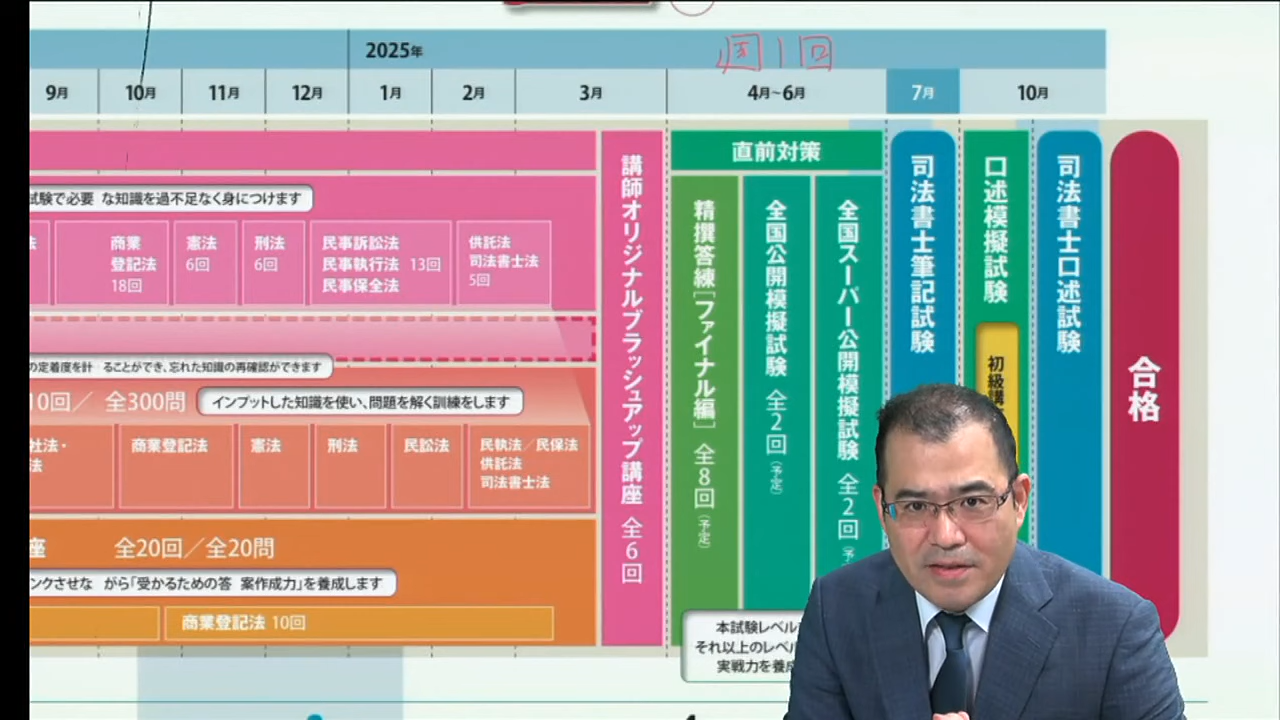 2025年
週1回
9月
10月
11月
12月
1月
2月
3月
4月~6月
7月
10月
試験で必要 な知識を過不足なく身につけます
商業
登記法
18回
憲法
6回
刑法
6回
民事訴訟法
民事執行法 13回
民事保全法
供託法
司法書士法
5回
の定着度を計 ることができ、忘れた知識の再確認ができます
10回/全300問
インプットした知識を使い、問題を解く訓練をします
社法・
法
商業登記法
憲法
刑法
民訴法
民執法/民保法
供託法
司法書士法
座 全20回/全20問
ンクさせな がら「受かるための答 案作成力」を養成します
商業登記法 10回
講師オリジナルブラッシュアップ講座 全6回
直前対策
精撰答練[ファイナル編] 全8回(予定)
全国公開模擬試験 全2回(予定)
全国スーパー公開模擬試験 全2回
本試験レベル
それ以上のレベル
実戦力を養成
司法書士筆記試験
口述模擬試験
初級講
司法書士口述試験
合格